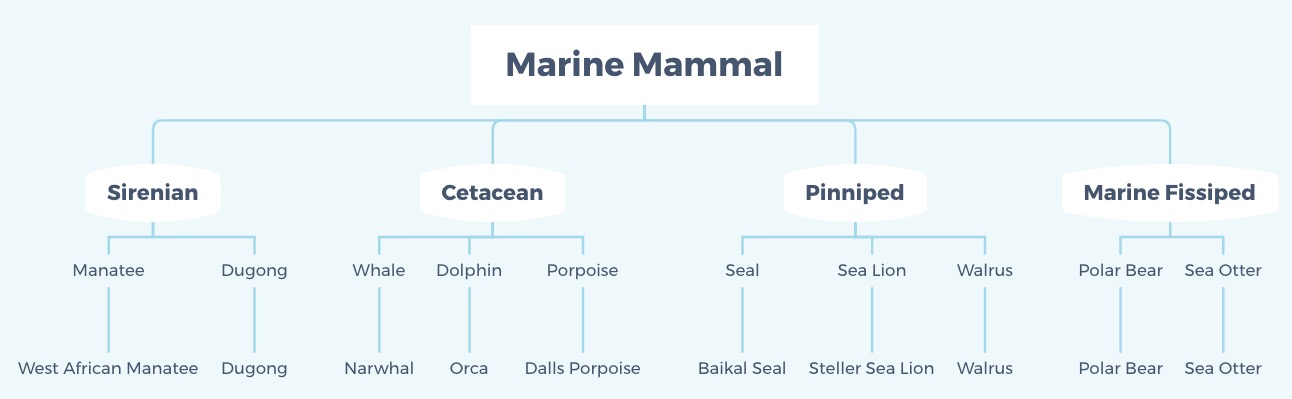 Marine Mammal
Sirenian Cetacean Pinniped Marine Fissiped
Manatee Dugong Whale Dolphin Porpoise Seal Sea Lion Walrus Polar Bear Sea Otter
West African Manatee Dugong Narwhal Orca Dalls Porpoise Baikal Seal Steller Sea Lion Walrus Polar Bear Sea Otter